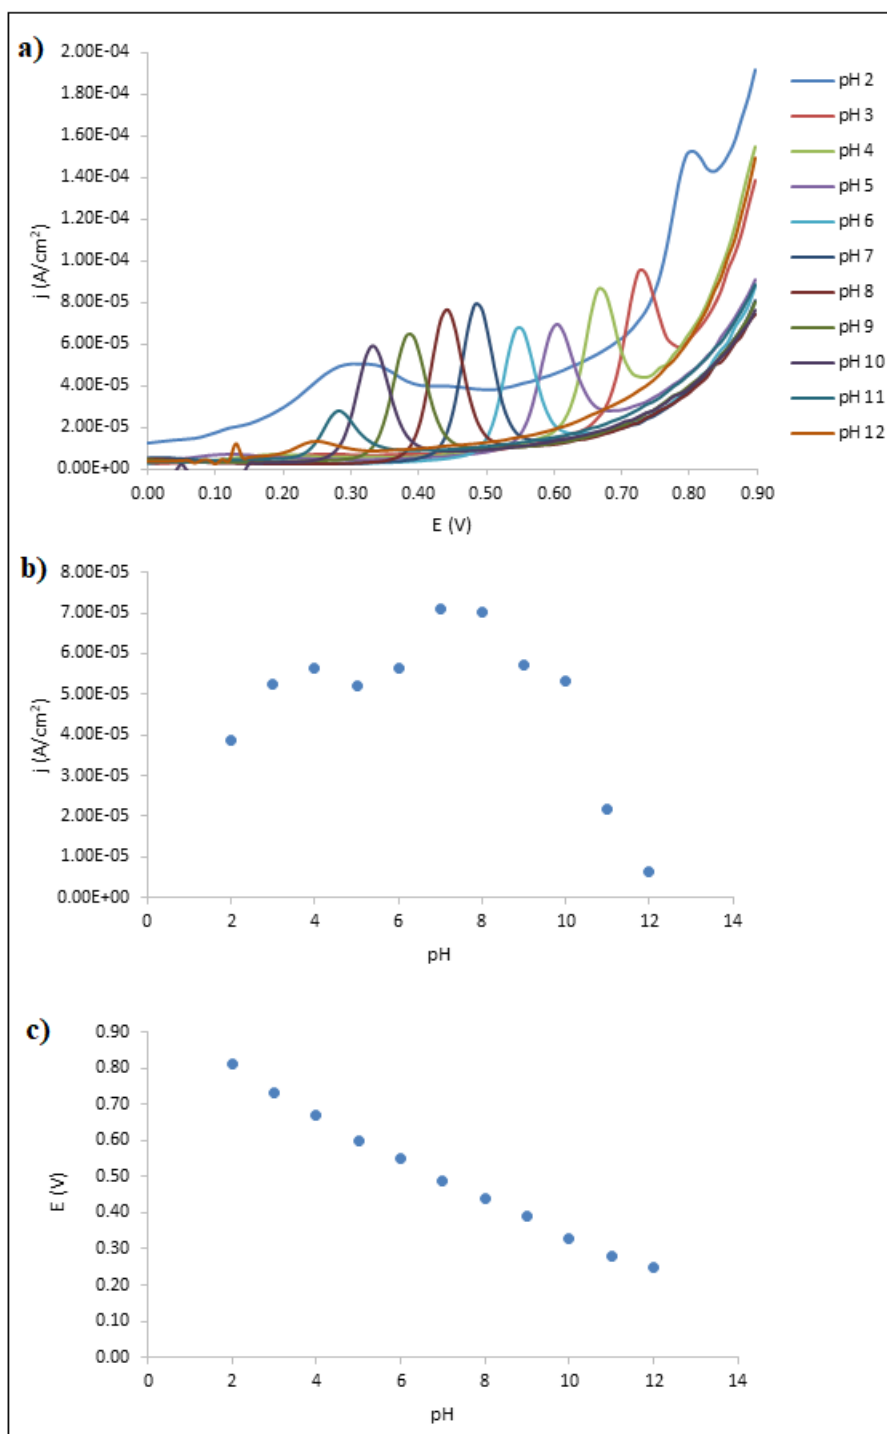 a)
2.00E-04
1.80E-04
1.60E-04
1.40E-04
1.20E-04
1.00E-04
8.00E-05
6.00E-05
4.00E-05
2.00E-05
0.00E+00
j (A/cm²)
0.00 0.10 0.20 0.30 0.40 0.50 0.60 0.70 0.80 0.90
E (V)
pH 2
pH 3
pH 4
pH 5
pH 6
pH 7
pH 8
pH 9
pH 10
pH 11
pH 12
b)
8.00E-05
7.00E-05
6.00E-05
5.00E-05
4.00E-05
3.00E-05
2.00E-05
1.00E-05
0.00E+00
j (A/cm²)
0 2 4 6 8 10 12 14
pH
c)
0.90
0.80
0.70
0.60
0.50
0.40
0.30
0.20
0.10
0.00
E (V)
0 2 4 6 8 10 12 14
pH